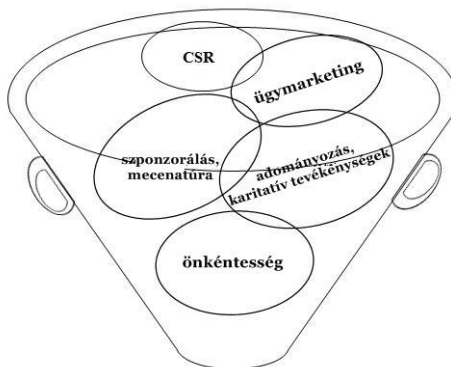 CSR
ügymarketing
szponzorálás,
mecenatúra
adományozás,
karitatív tevékenységek
önkéntesség